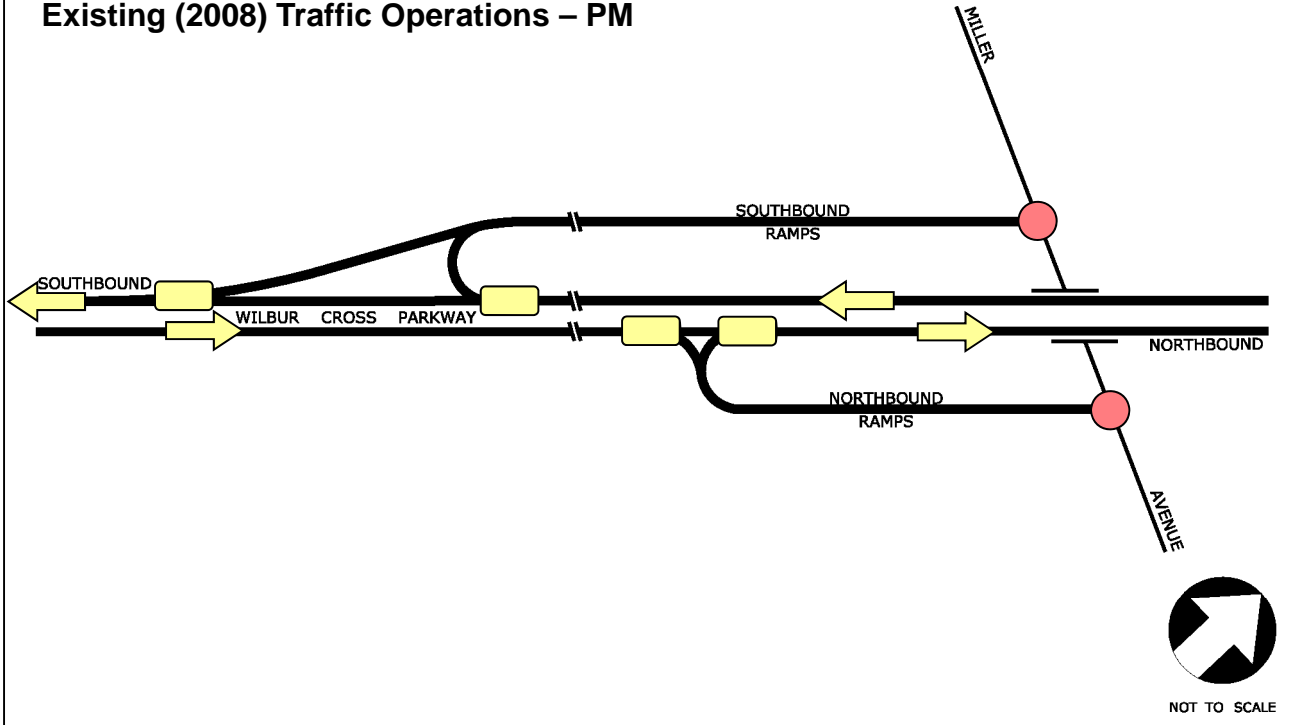 Existing (2008) Traffic Operations – PM
MILLER
SOUTHBOUND
RAMPS
SOUTHBOUND
WILBUR CROSS PARKWAY
NORTHBOUND
NORTHBOUND
RAMPS
AVENUE
NOT TO SCALE